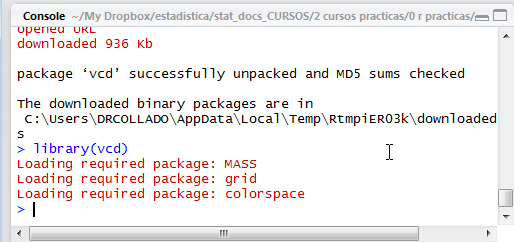 Console ~/My Dropbox/estadistica/stat_docs_CURSOS/2 cursos practicas/0 r practicas/
opened URL
downloaded 936 Kb
package ‘vcd’ successfully unpacked and MD5 sums checked
The downloaded binary packages are in
C:\Users\DRCOLLADO\AppData\Local\Temp\RtmpiER03k\downloaded
s
> library(vcd)
Loading required package: MASS
Loading required package: grid
Loading required package: colorspace
>